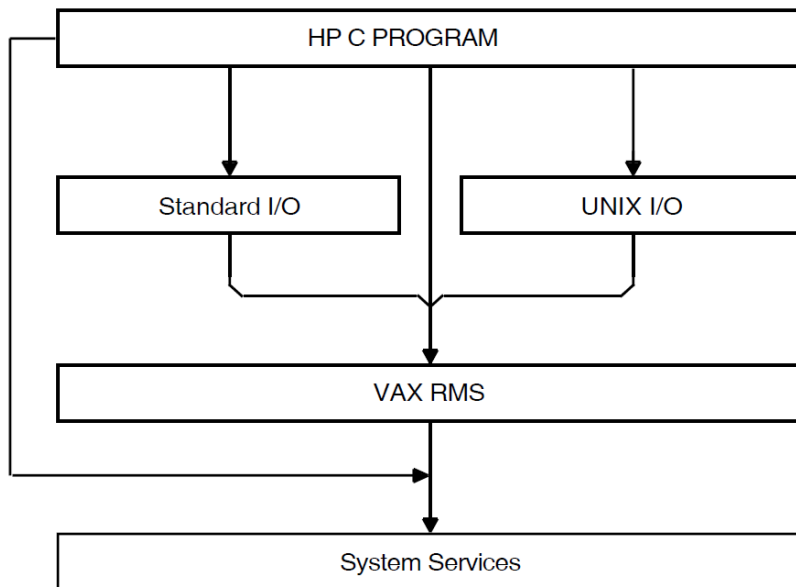 HP C PROGRAM
Standard I/O
UNIX I/O
VAX RMS
System Services